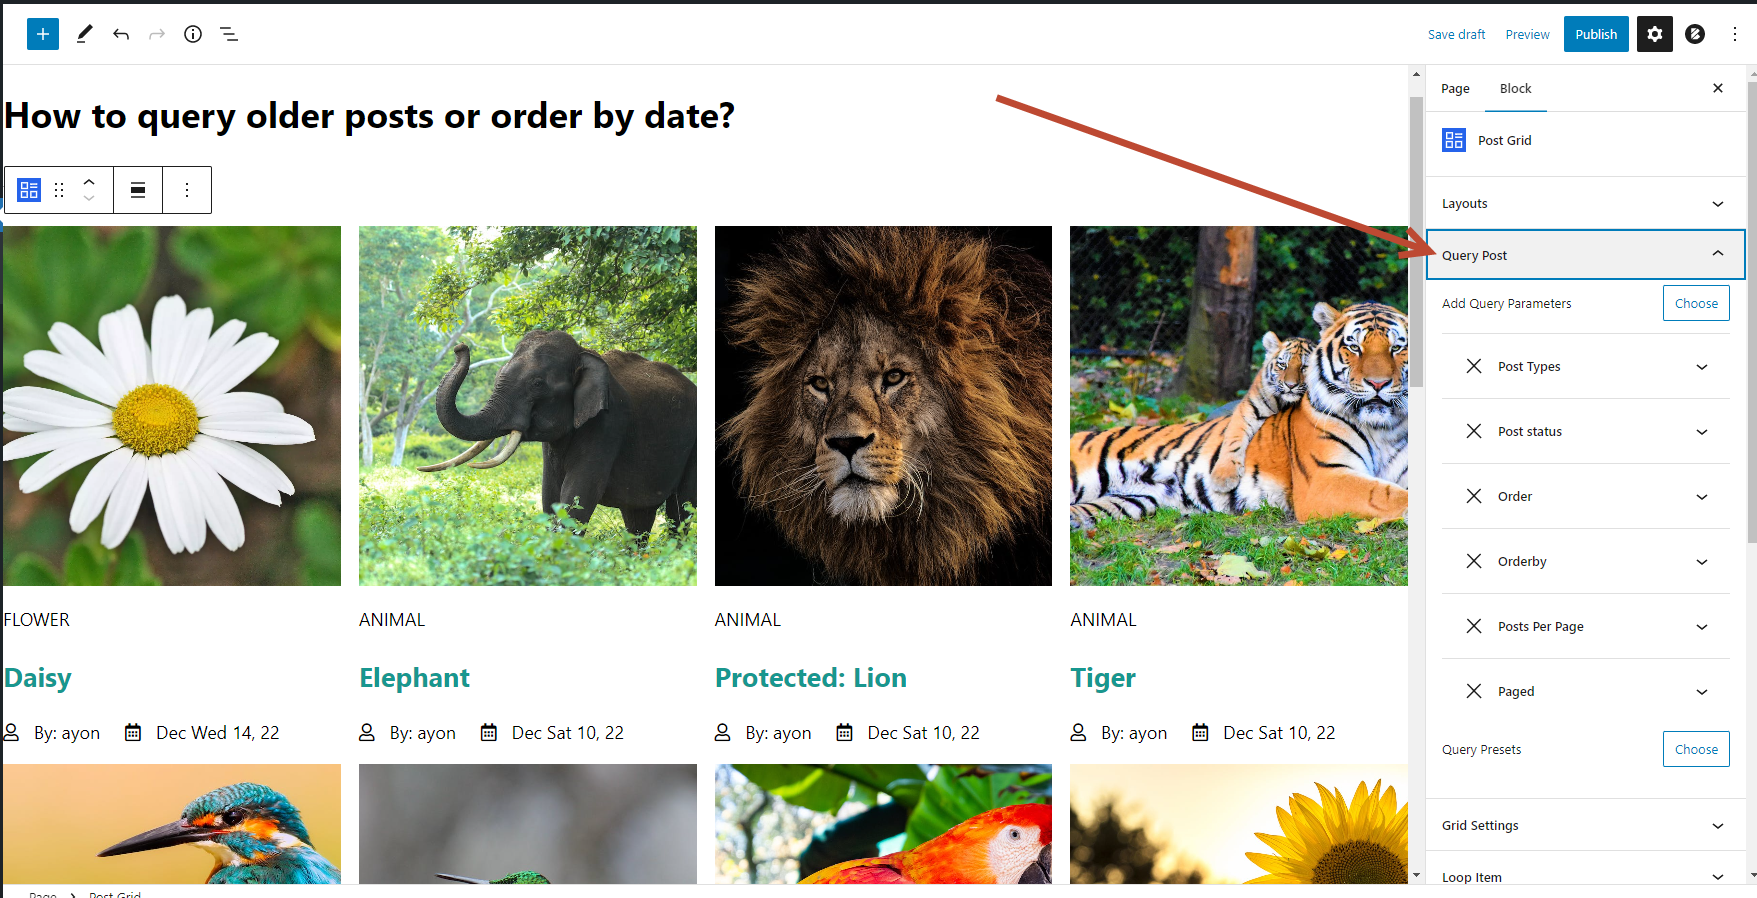 Save draft Preview Publish
How to query older posts or order by date?
Page Block
Post Grid
Layouts
Query Post
Add Query Parameters Choose
Post Types
Post status
Order
Orderby
Posts Per Page
Paged
Query Presets Choose
Grid Settings
Loop Item
FLOWER ANIMAL ANIMAL ANIMAL
Daisy Elephant Protected: Lion Tiger
By: ayon Dec Wed 14, 22 By: ayon Dec Sat 10, 22 By: ayon Dec Sat 10, 22 By: ayon Dec Sat 10, 22
Page Post Grid